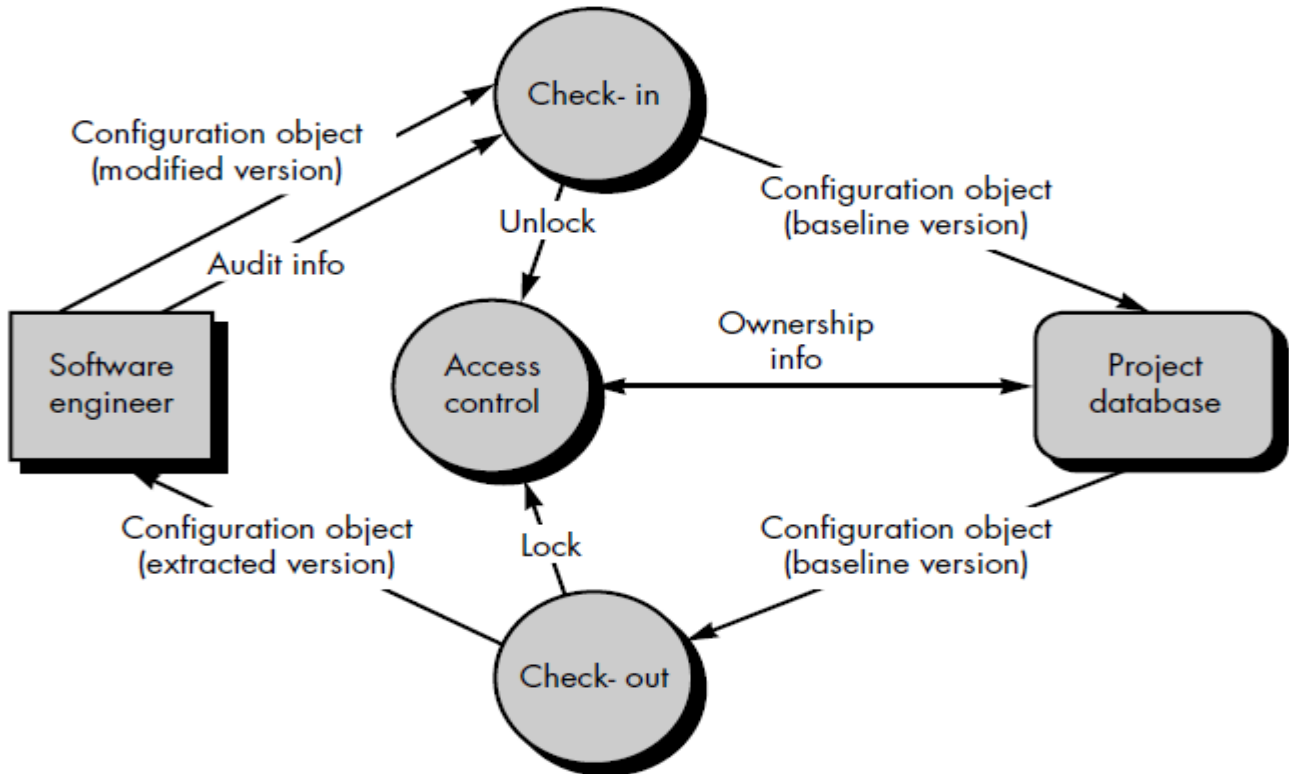 Check- in
Configuration object
(modified version)
Configuration object
(baseline version)
Unlock
Audit info
Ownership
info
Software
engineer
Access
control
Project
database
Configuration object
(extracted version)
Lock
Configuration object
(baseline version)
Check- out